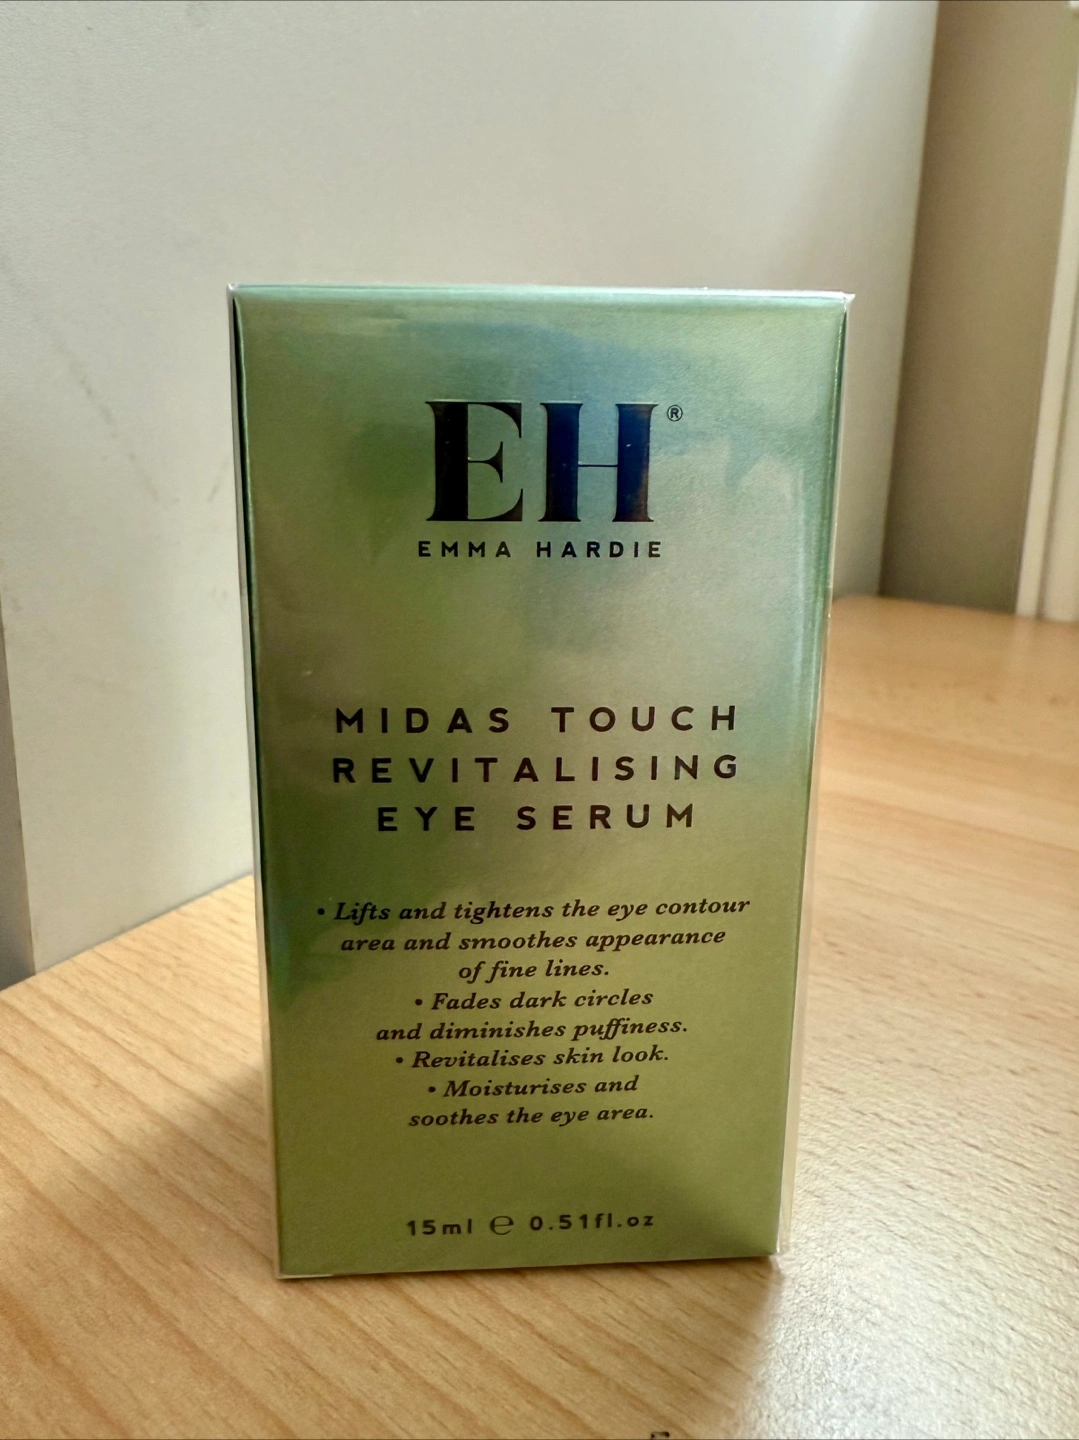 EH®
EMMA HARDIE
MIDAS TOUCH
REVITALISING
EYE SERUM
• Lifts and tightens the eye contour
area and smoothes appearance
of fine lines.
• Fades dark circles
and diminishes puffiness.
• Revitalises skin look.
• Moisturises and
soothes the eye area.
15ml ℮ 0.51fl.oz